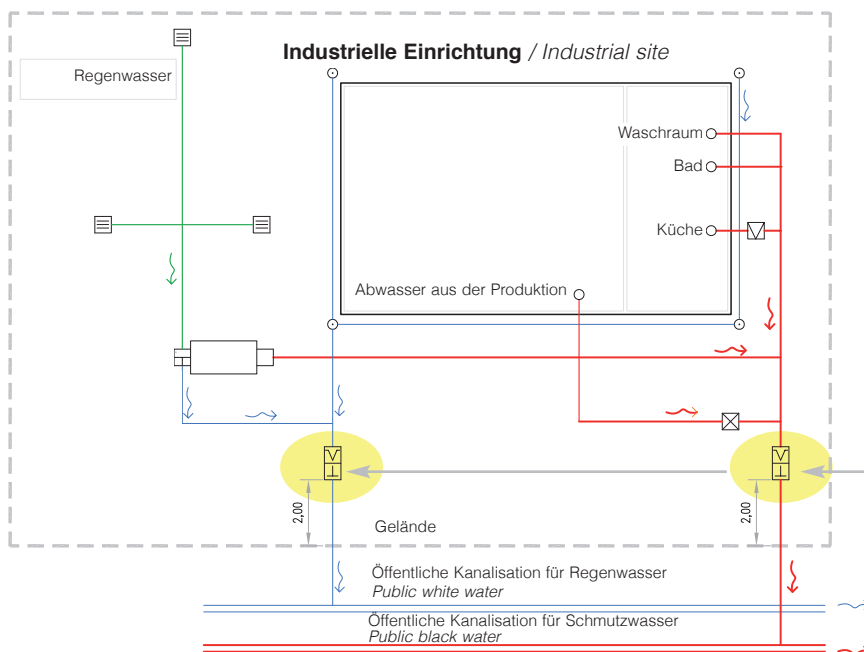 Industrielle Einrichtung / Industrial site
Regenwasser
Waschraum
Bad
Küche
Abwasser aus der Produktion
2,00
2,00
Gelände
Öffentliche Kanalisation für Regenwasser
Public white water
Öffentliche Kanalisation für Schmutzwasser
Public black water